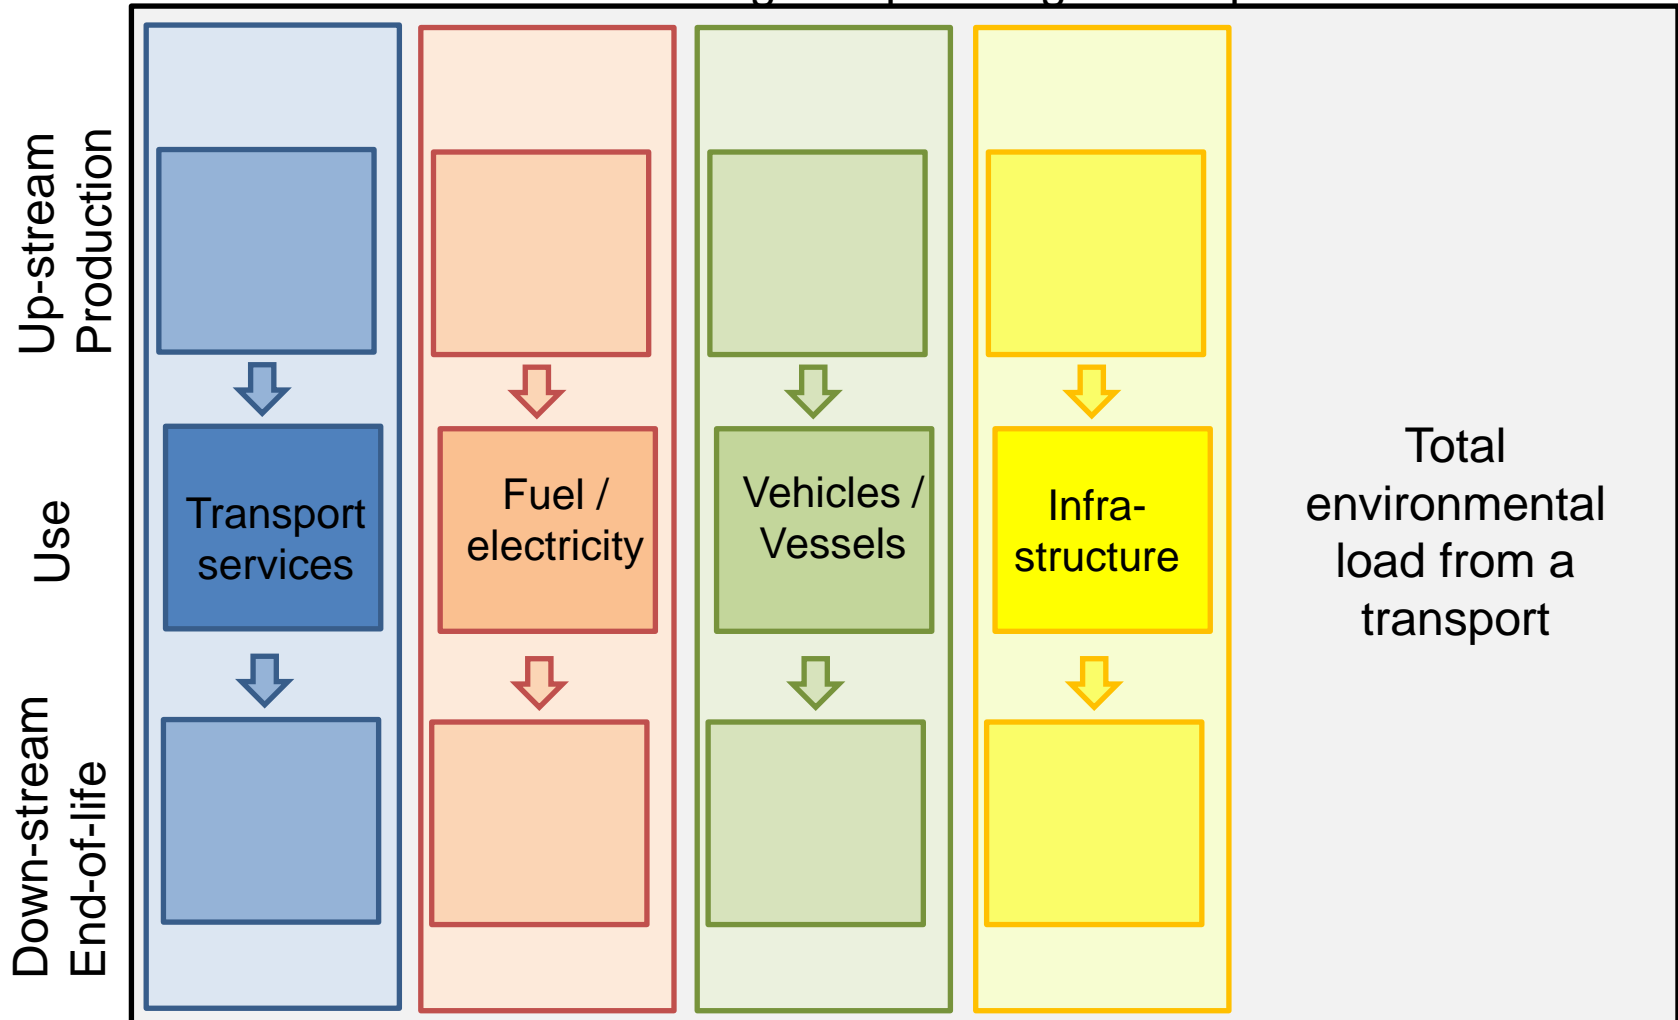 Up-stream
Production
Use
Down-stream
End-of-life
Transport
services
Fuel /
electricity
Vehicles /
Vessels
Infra-
structure
Total
environmental
load from a
transport